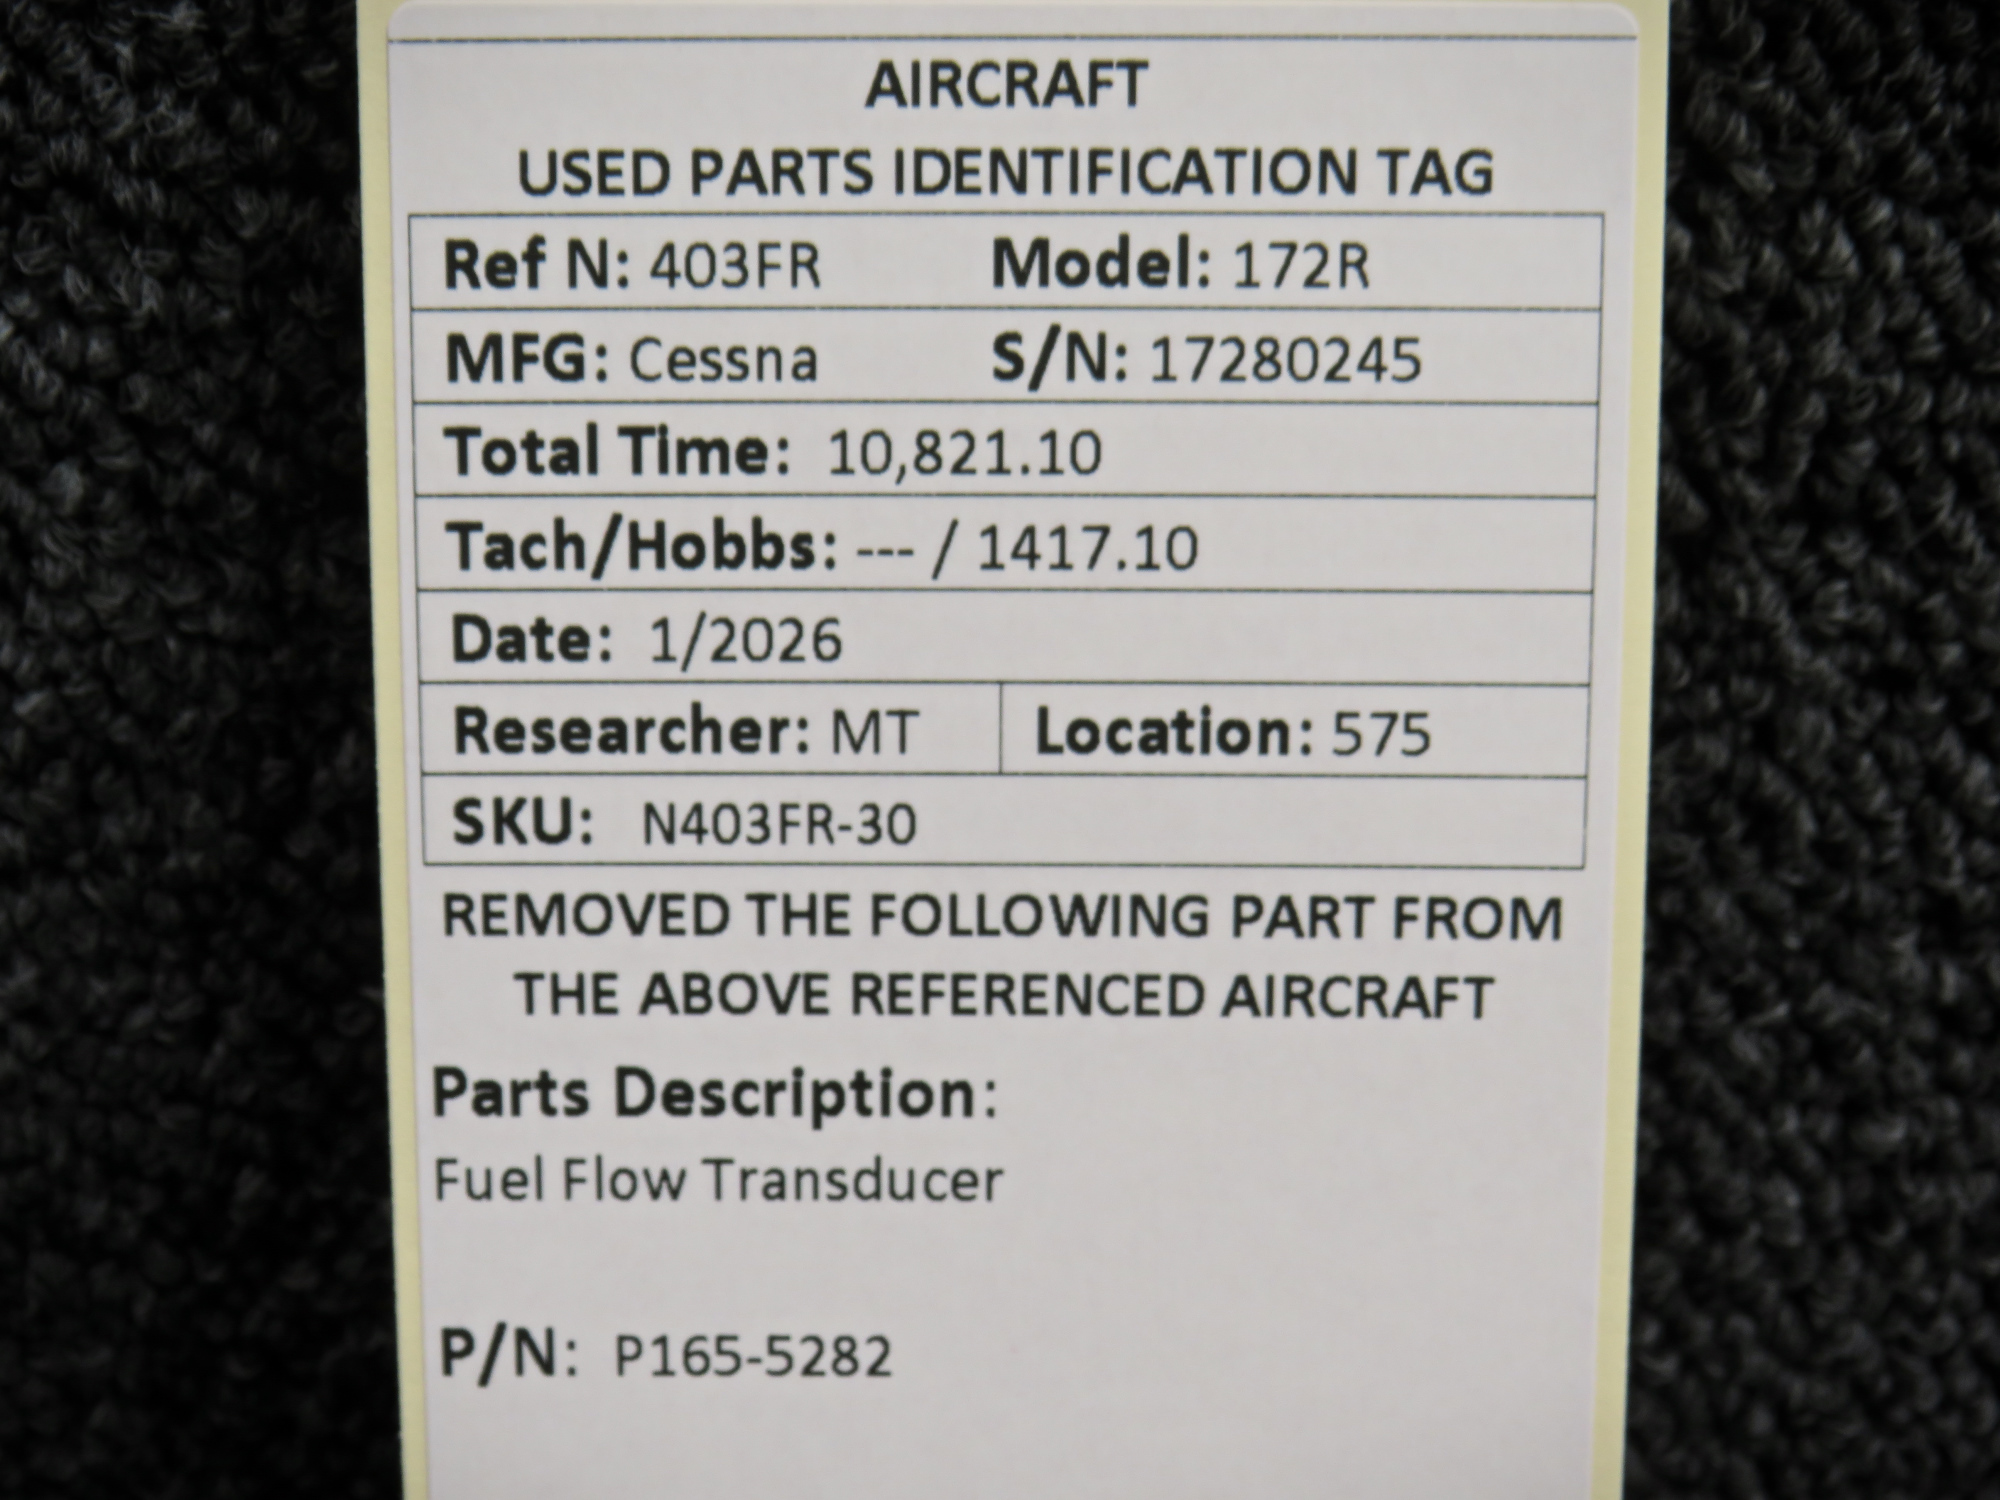 AIRCRAFT
USED PARTS IDENTIFICATION TAG
Ref N: 403FR Model: 172R
MFG: Cessna S/N: 17280245
Total Time: 10,821.10
Tach/Hobbs: --- / 1417.10
Date: 1/2026
Researcher: MT Location: 575
SKU: N403FR-30
REMOVED THE FOLLOWING PART FROM
THE ABOVE REFERENCED AIRCRAFT
Parts Description:
Fuel Flow Transducer
P/N: P165-5282